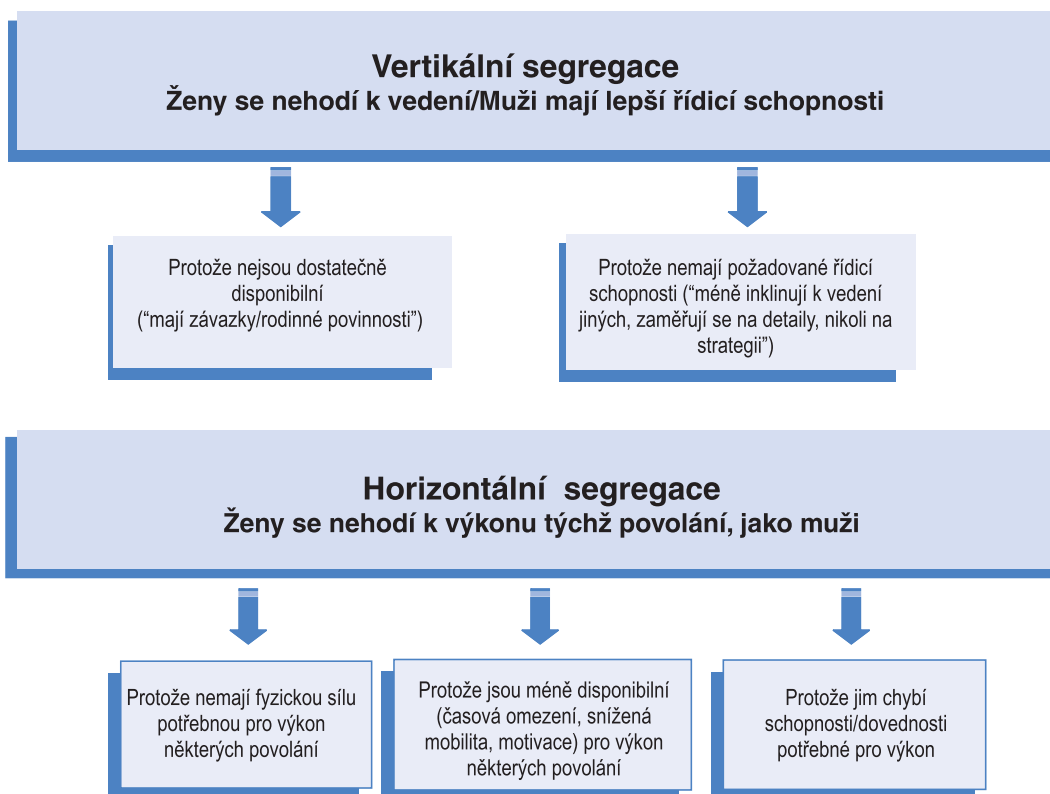 Vertikální segregace
Ženy se nehodí k vedení/Muži mají lepší řídicí schopnosti
Protože nejsou dostatečně
disponibilní
(“mají závazky/rodinné povinnosti”)
Protože nemají požadované řídicí
schopnosti (“méně inklinují k vedení
jiných, zaměřují se na detaily, nikoli na
strategii”)
Horizontální segregace
Ženy se nehodí k výkonu týchž povolání, jako muži
Protože nemají fyzickou sílu
potřebnou pro výkon
některých povolání
Protože jsou méně disponibilní
(časová omezení, snížená
mobilita, motivace) pro výkon
některých povolání
Protože jim chybí
schopnosti/dovednosti
potřebné pro výkon